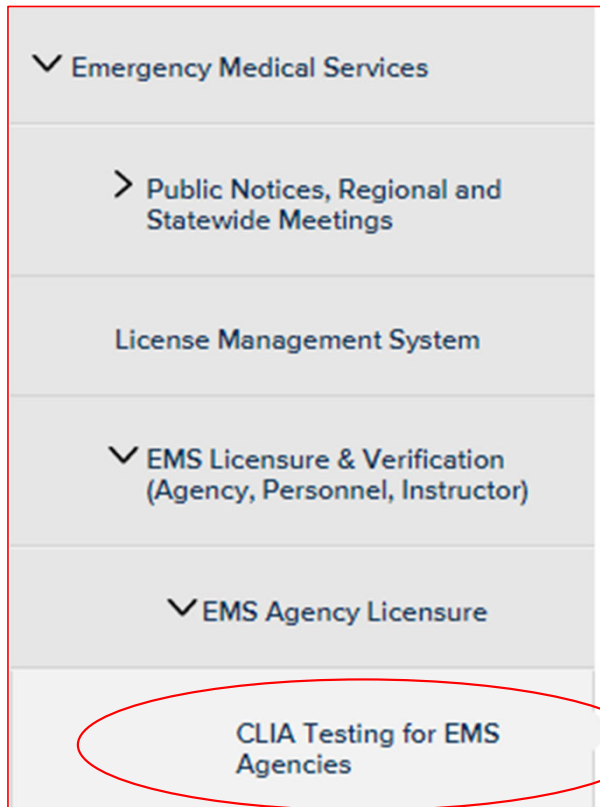 Emergency Medical Services
Public Notices, Regional and
Statewide Meetings
License Management System
EMS Licensure & Verification
(Agency, Personnel, Instructor)
EMS Agency Licensure
CLIA Testing for EMS
Agencies